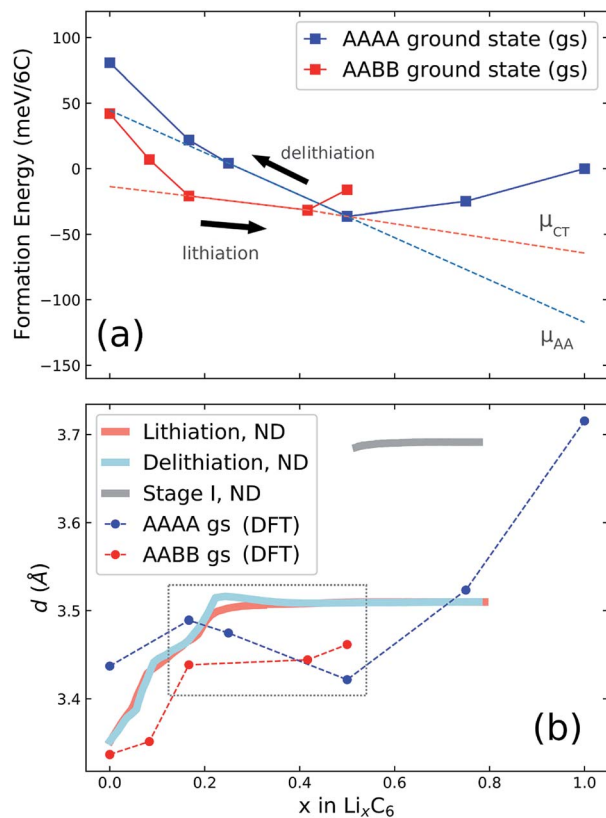 100
AAAA ground state (gs)
AABB ground state (gs)
50
delithiation
0
lithiation
μCT
−50
−100
μAA
−150
Formation Energy (meV/6C)
(a)
Lithiation, ND
3.7
Delithiation, ND
Stage I, ND
AAAA gs (DFT)
3.6
AABB gs (DFT)
3.5
3.4
d (Å)
(b)
0.0 0.2 0.4 0.6 0.8 1.0
x in LixC6